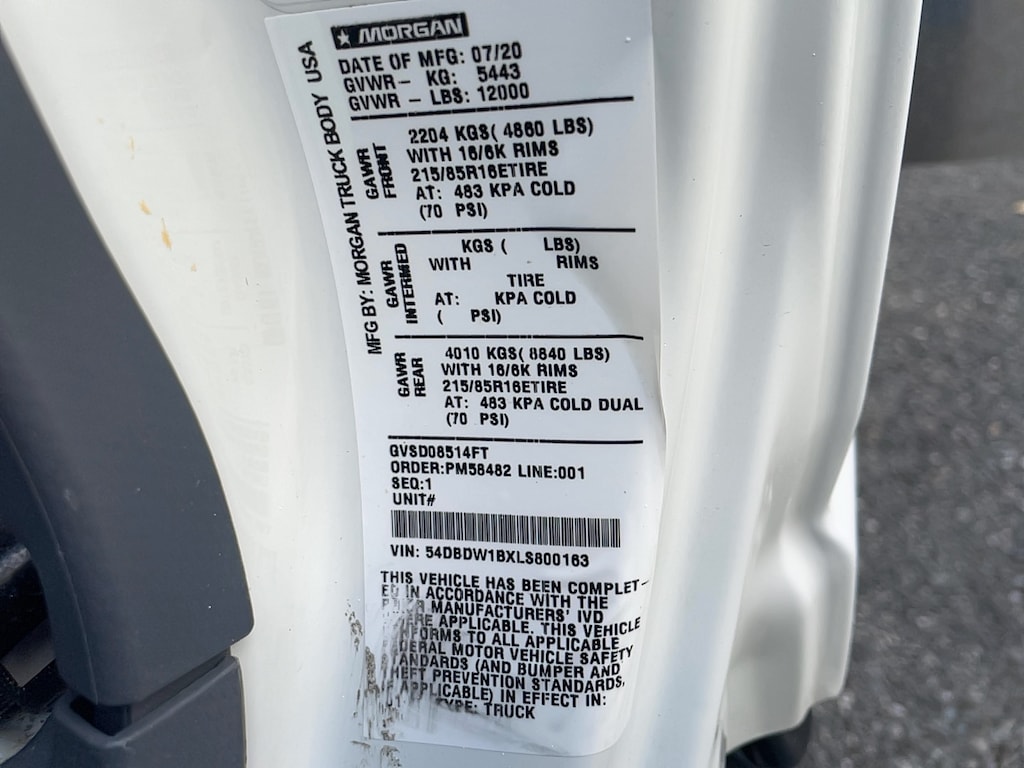 MORGAN
MFG BY: MORGAN TRUCK BODY USA
DATE OF MFG: 07/20
GVWR - KG: 5443
GVWR - LBS: 12000
GAWR FRONT
2204 KGS( 4860 LBS)
WITH 16/6K RIMS
215/85R16ETIRE
AT: 483 KPA COLD
(70 PSI)
GAWR INTERMED
KGS ( LBS)
WITH RIMS
TIRE
AT: KPA COLD
( PSI)
GAWR REAR
4010 KGS( 8840 LBS)
WITH 16/6K RIMS
215/85R16ETIRE
AT: 483 KPA COLD DUAL
(70 PSI)
GVSD08514FT
ORDER:PM58482 LINE:001
SEQ:1
UNIT#
VIN: 54DBDW1BXLS800163
THIS VEHICLE HAS BEEN COMPLET-
ED IN ACCORDANCE WITH THE
MANUFACTURERS' IVD
APPLICABLE. THIS VEHICLE
TO ALL APPLICABLE
MOTOR VEHICLE SAFETY
(AND BUMPER AND
PREVENTION STANDARDS,
APPLICABLE) IN EFFECT IN:
TYPE: TRUCK